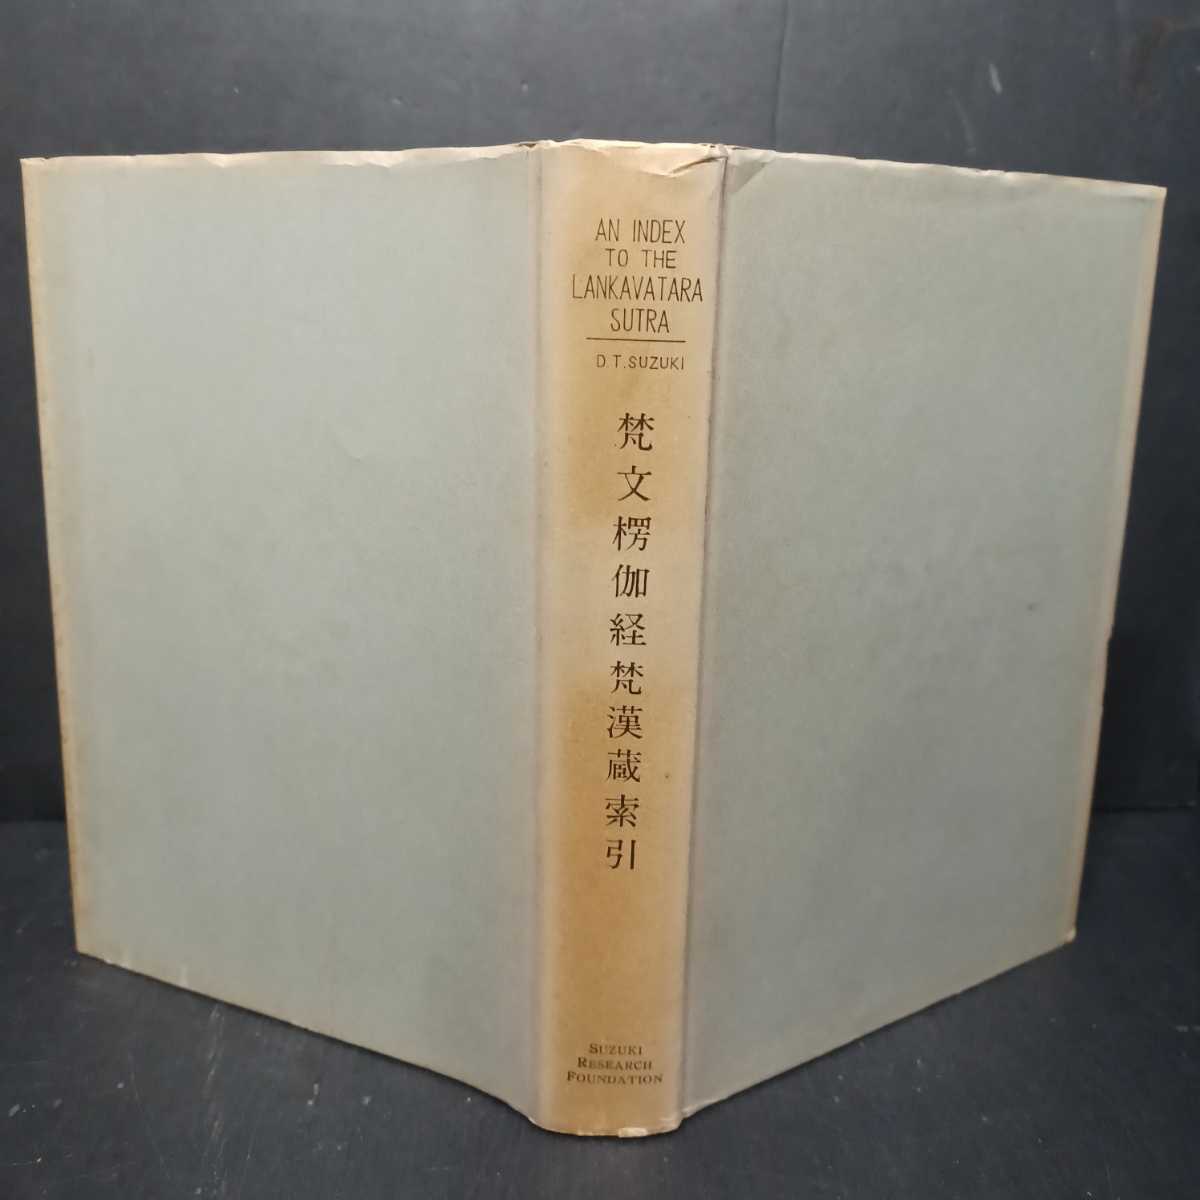 AN INDEX
TO THE
LANKAVATARA
SUTRA
D.T.SUZUKI
梵文楞伽経梵漢蔵索引
SUZUKI
RESEARCH
FOUNDATION